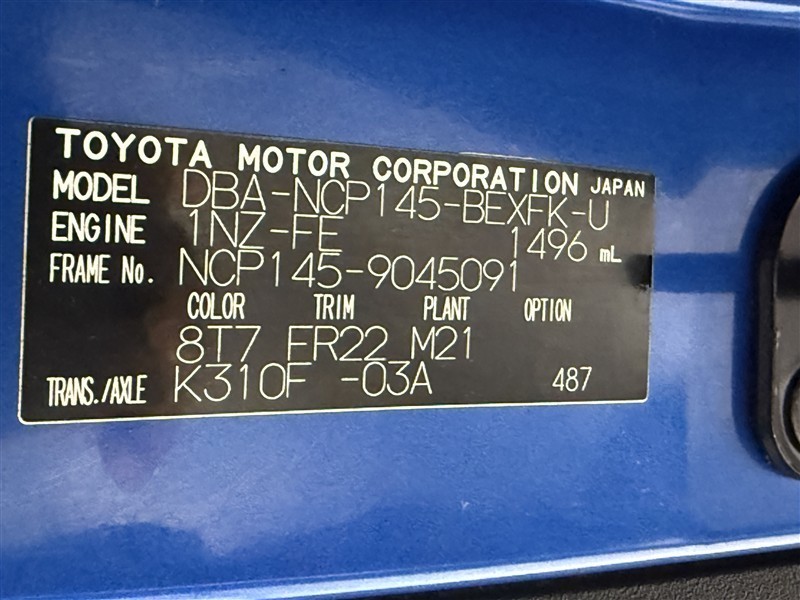 TOYOTA MOTOR CORPORATION JAPAN
MODEL DBA-NCP145-BEXFK-U
ENGINE 1NZ-FE 1496 mL
FRAME No. NCP145-9045091
COLOR TRIM PLANT OPTION
8T7 FR22 M21
TRANS./AXLE K310F -03A 487